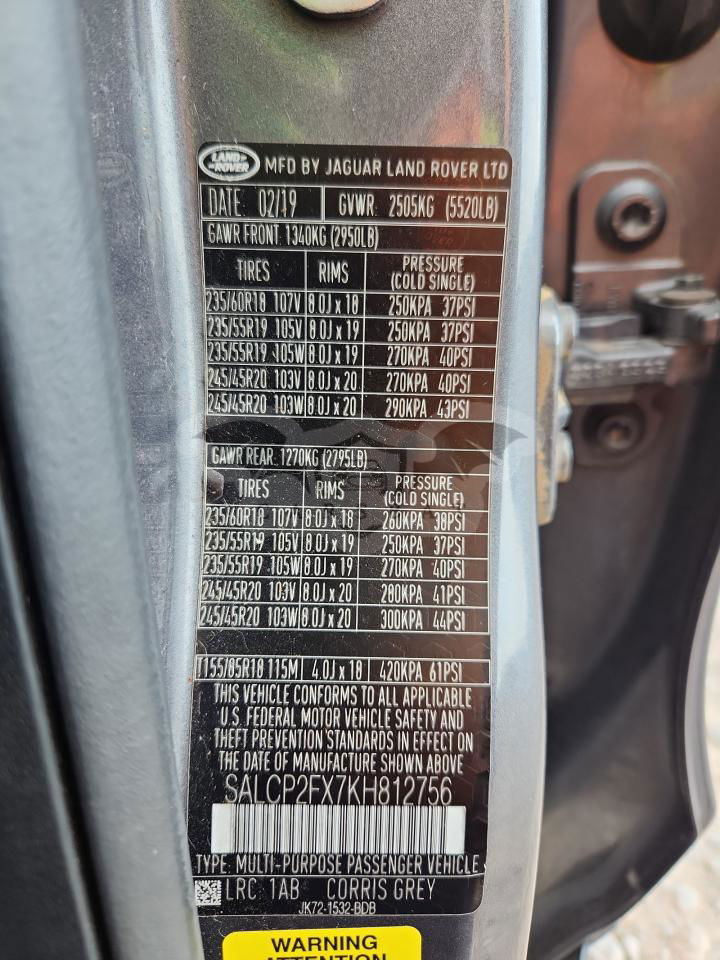 LAND ROVER MFD BY JAGUAR LAND ROVER LTD
DATE: 02/19 GVWR: 2505KG (5520LB)
GAWR FRONT: 1340KG (2950LB)
TIRES RIMS PRESSURE (COLD SINGLE)
235/60R18 107V 8.0J x 18 250KPA 37PSI
235/55R19 105V 8.0J x 19 250KPA 37PSI
235/55R19 105W 8.0J x 19 270KPA 40PSI
245/45R20 103V 8.0J x 20 270KPA 40PSI
245/45R20 103W 8.0J x 20 290KPA 43PSI
GAWR REAR: 1270KG (2795LB)
TIRES RIMS PRESSURE (COLD SINGLE)
235/60R18 107V 8.0J x 18 260KPA 38PSI
235/55R19 105V 8.0J x 19 250KPA 37PSI
235/55R19 105W 8.0J x 19 270KPA 40PSI
245/45R20 103V 8.0J x 20 280KPA 41PSI
245/45R20 103W 8.0J x 20 300KPA 44PSI
T155/85R18 115M 4.0J x 18 420KPA 61PSI
THIS VEHICLE CONFORMS TO ALL APPLICABLE
U.S. FEDERAL MOTOR VEHICLE SAFETY AND
THEFT PREVENTION STANDARDS IN EFFECT ON
THE DATE OF MANUFACTURE SHOWN ABOVE
SALCP2FX7KH812756
TYPE: MULTI-PURPOSE PASSENGER VEHICLE
LRC: 1AB CORRIS GREY
JK72-1532-BDB
WARNING
ATTENTION